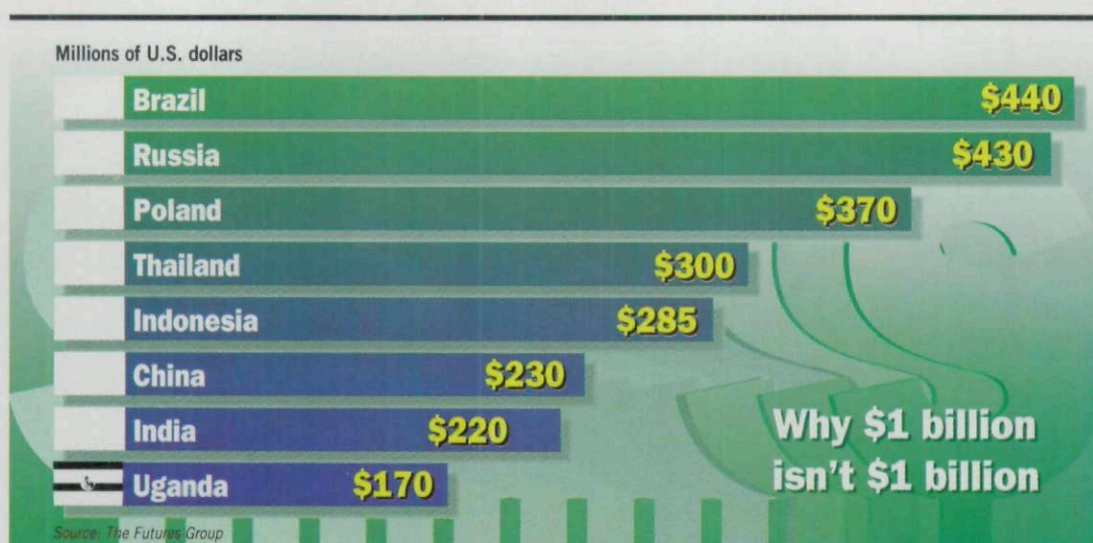 Millions of U.S. dollars
Brazil $440
Russia $430
Poland $370
Thailand $300
Indonesia $285
China $230
India $220
Uganda $170
Why $1 billion
isn't $1 billion
Source: The Futures Group